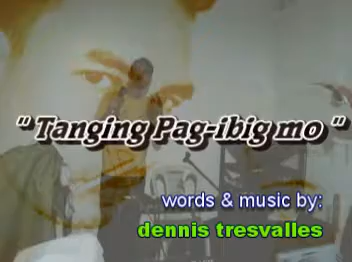 " Tanging Pag-ibig mo "
words & music by:
dennis tresvalles